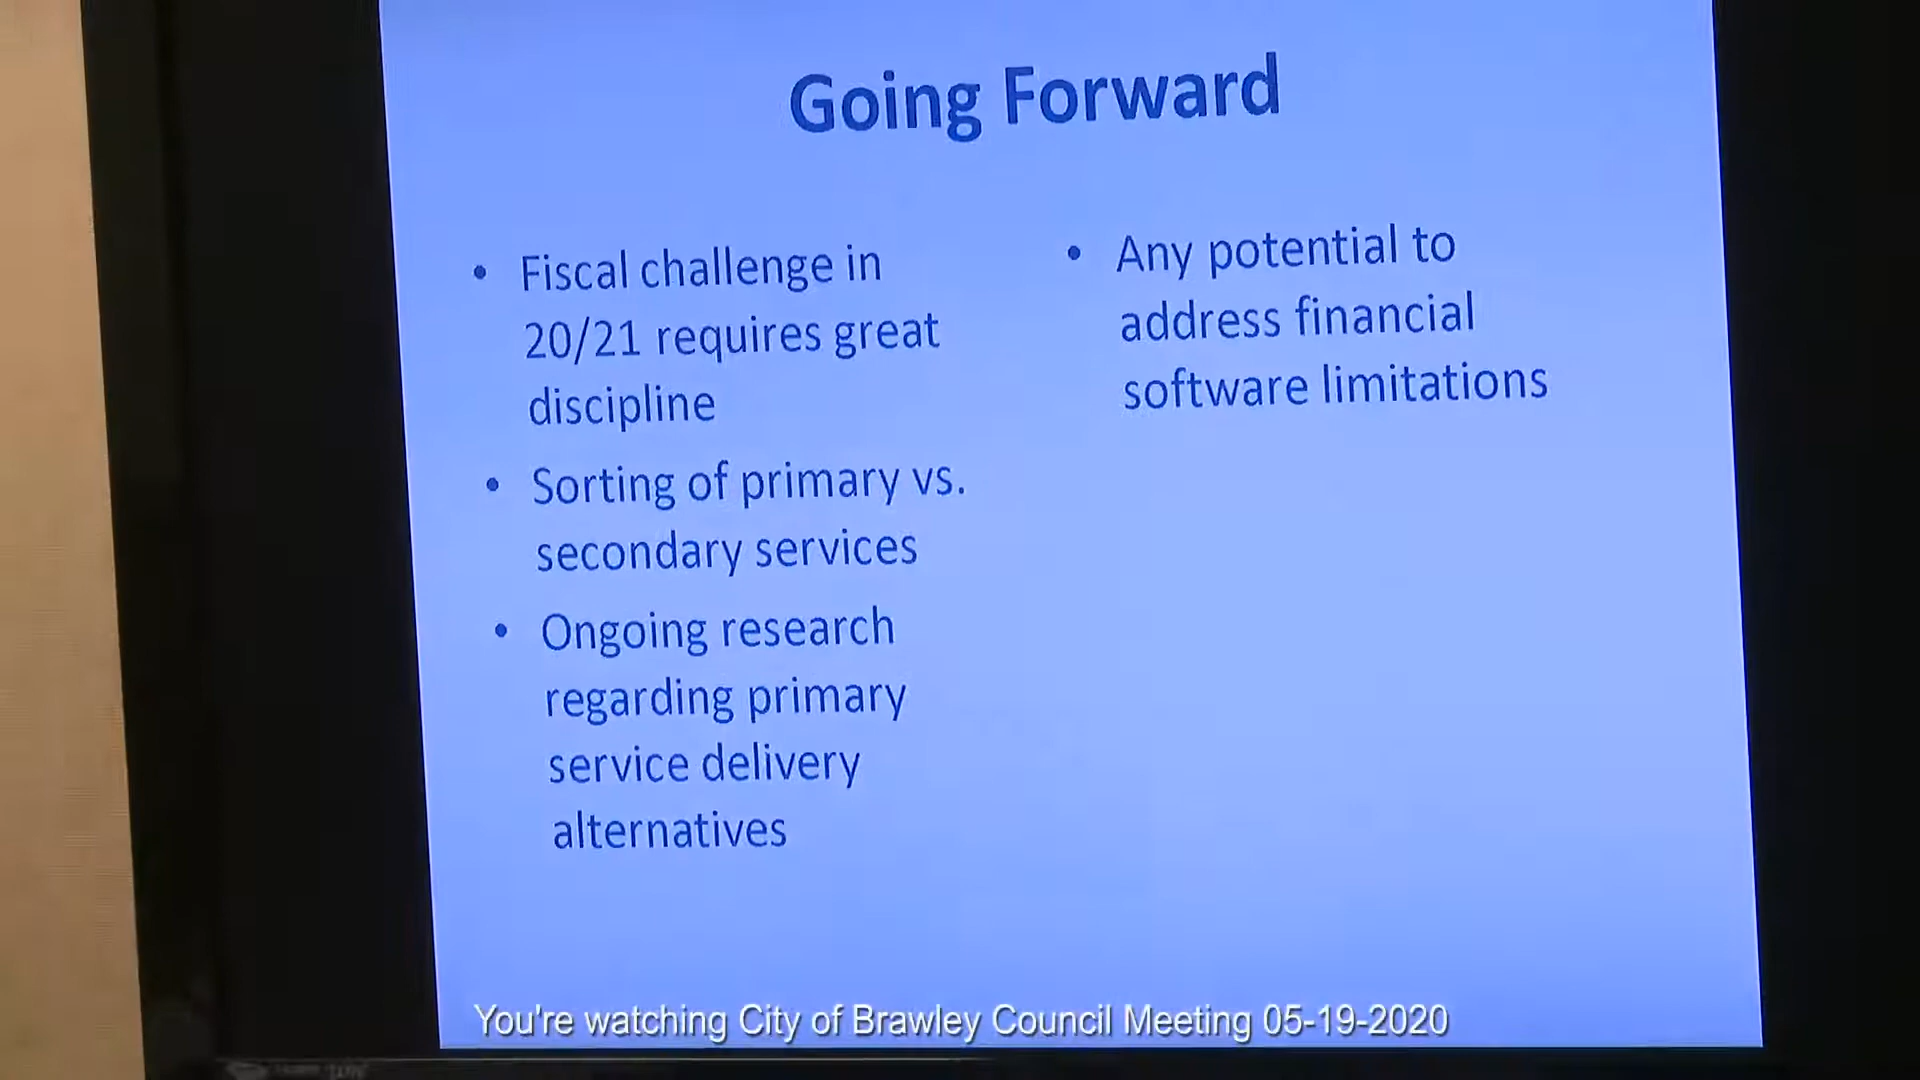 Going Forward
• Fiscal challenge in
20/21 requires great
discipline
• Sorting of primary vs.
secondary services
• Ongoing research
regarding primary
service delivery
alternatives
• Any potential to
address financial
software limitations
You're watching City of Brawley Council Meeting 05-19-2020